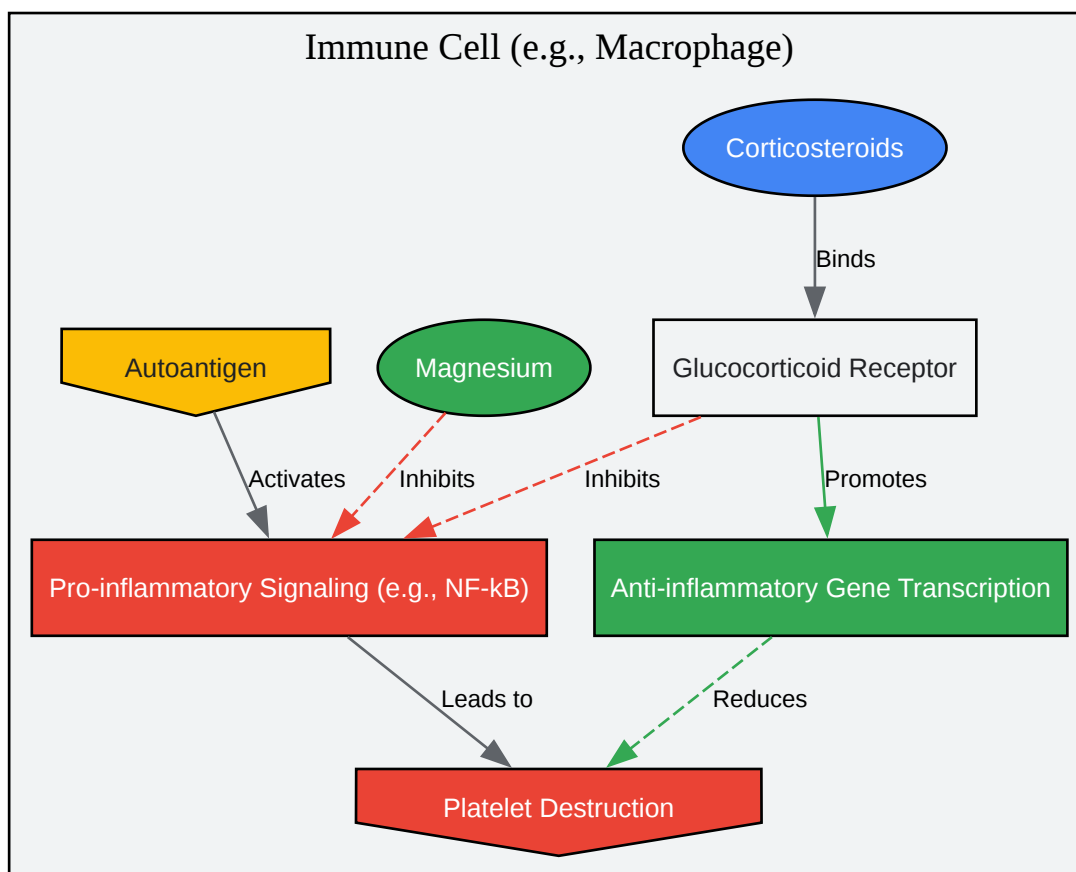 Immune Cell (e.g., Macrophage)
Corticosteroids
Binds
Autoantigen
Magnesium
Glucocorticoid Receptor
Activates
Inhibits
Inhibits
Promotes
Pro-inflammatory Signaling (e.g., NF-kB)
Anti-inflammatory Gene Transcription
Leads to
Reduces
Platelet Destruction